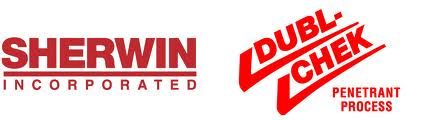 SHERWIN
INCORPORATED
DUBL-
CHEK
PENETRANT
PROCESS